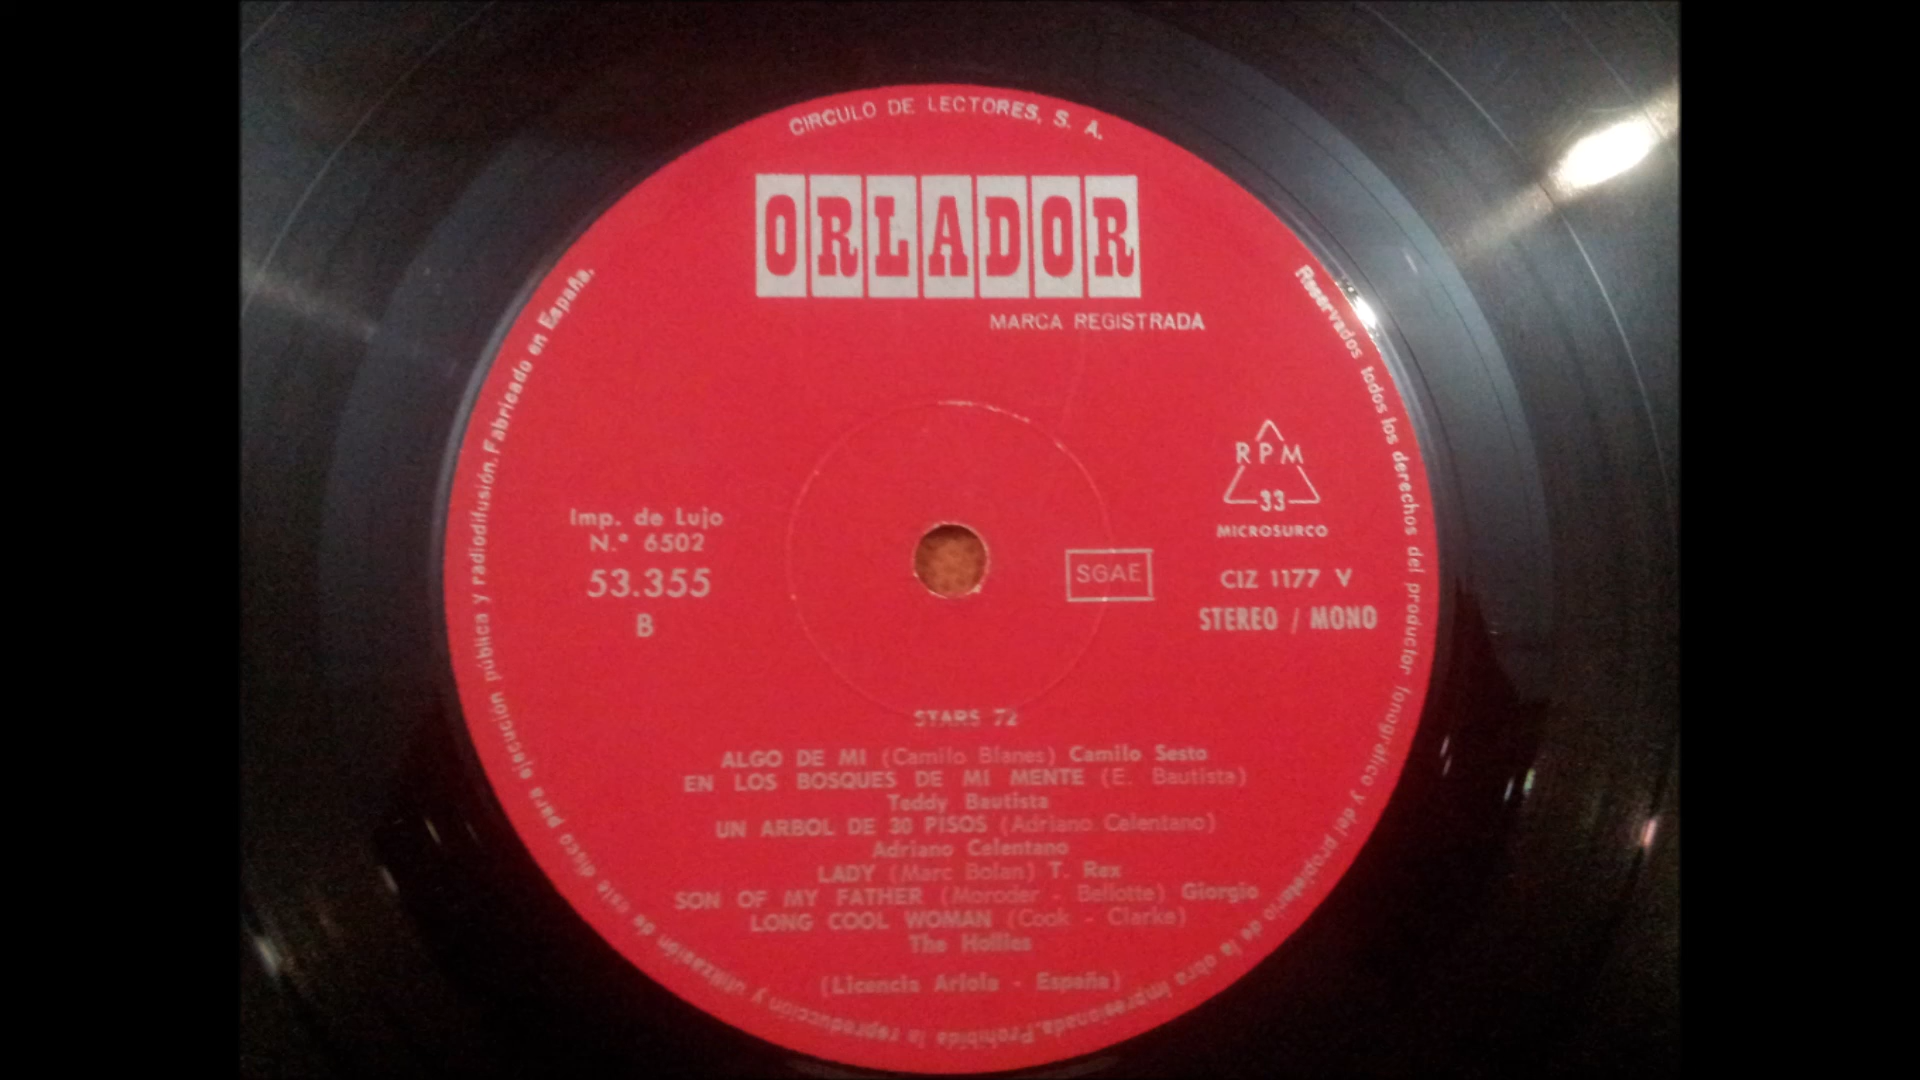 CIRCULO DE LECTORES, S. A.
ORLADOR
MARCA REGISTRADA
RPM
33
MICROSURCO
Imp. de Lujo
N.° 6502
53.355
B
SGAE
CIZ 1177 V
STEREO / MONO
STARS 72
ALGO DE MI (Camilo Blanes) Camilo Sesto
EN LOS BOSQUES DE MI MENTE (E. Bautista)
Teddy Bautista
UN ARBOL DE 30 PISOS (Adriano Celentano)
Adriano Celentano
LADY (Marc Bolan) T. Rex
SON OF MY FATHER (Moroder - Bellotte) Giorgio
LONG COOL WOMAN (Cook - Clarke)
The Hollies
(Licencia Ariola - España)
Reservados todos los derechos del productor fonográfico y del propietario de la obra impresionada. Prohibida la reproducción y utilización de este disco para ejecución pública y radiodifusión. Fabricado en España.